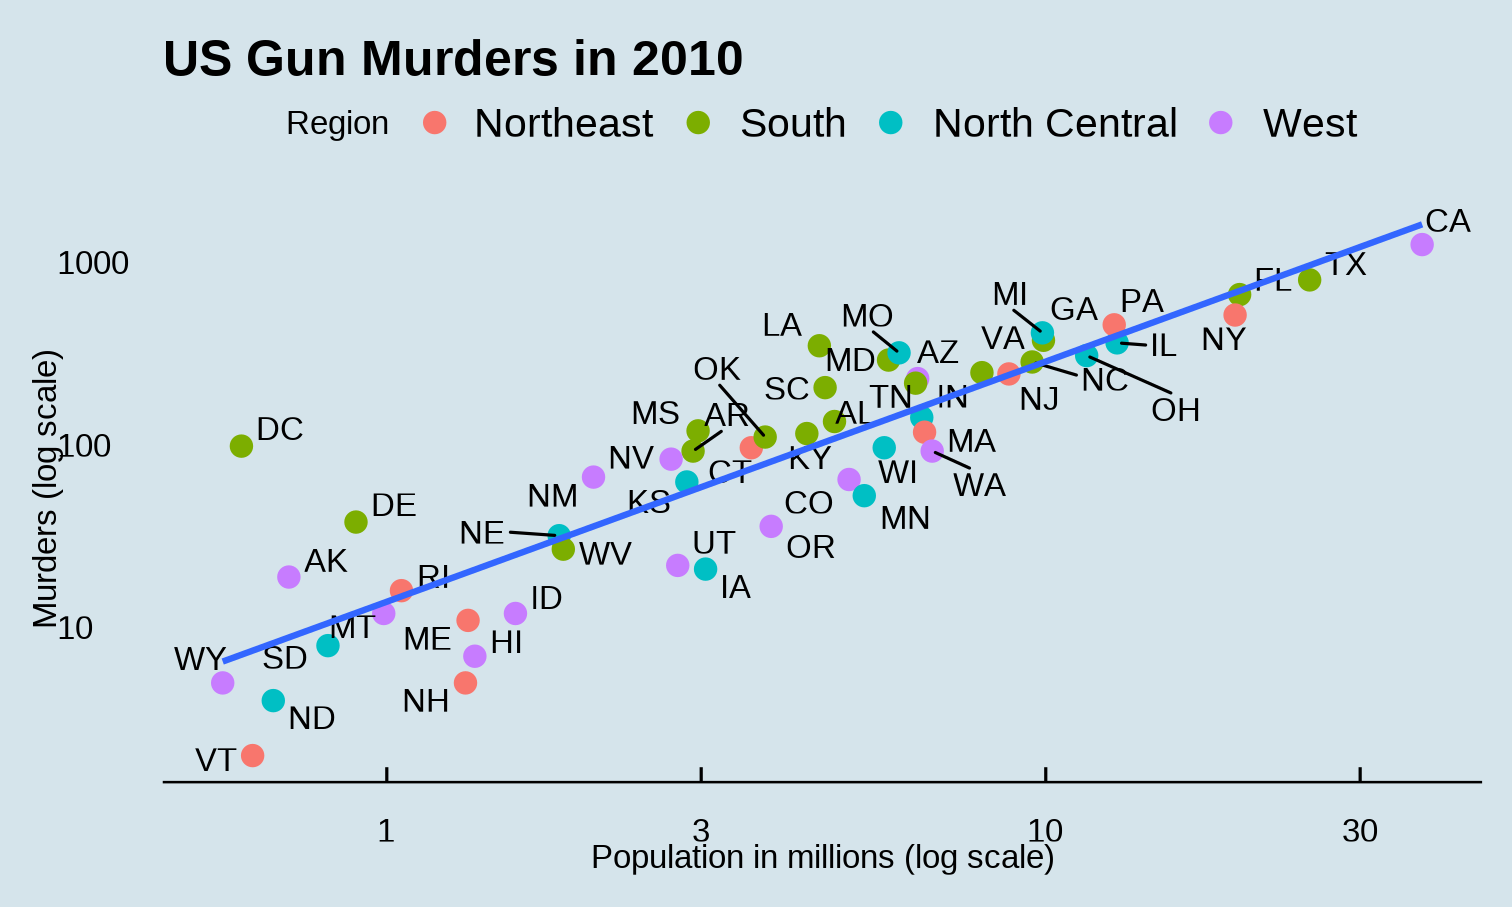 US Gun Murders in 2010
Region Northeast South North Central West
CA
TX
FL
1000
MI
GA PA
MO
LA
VA
NY
IL
MD
AZ
OK
NC
SC
TN IN
NJ
OH
MS AR
AL
DC
MA
100
NV
KY
CT
WI
WA
NM
KS
CO
DE
MN
NE
UT
WV
OR
AK
RI
IA
ID
10
MT
ME
HI
WY
SD
NH
ND
VT
Murders (log scale)
1 3 10 30
Population in millions (log scale)